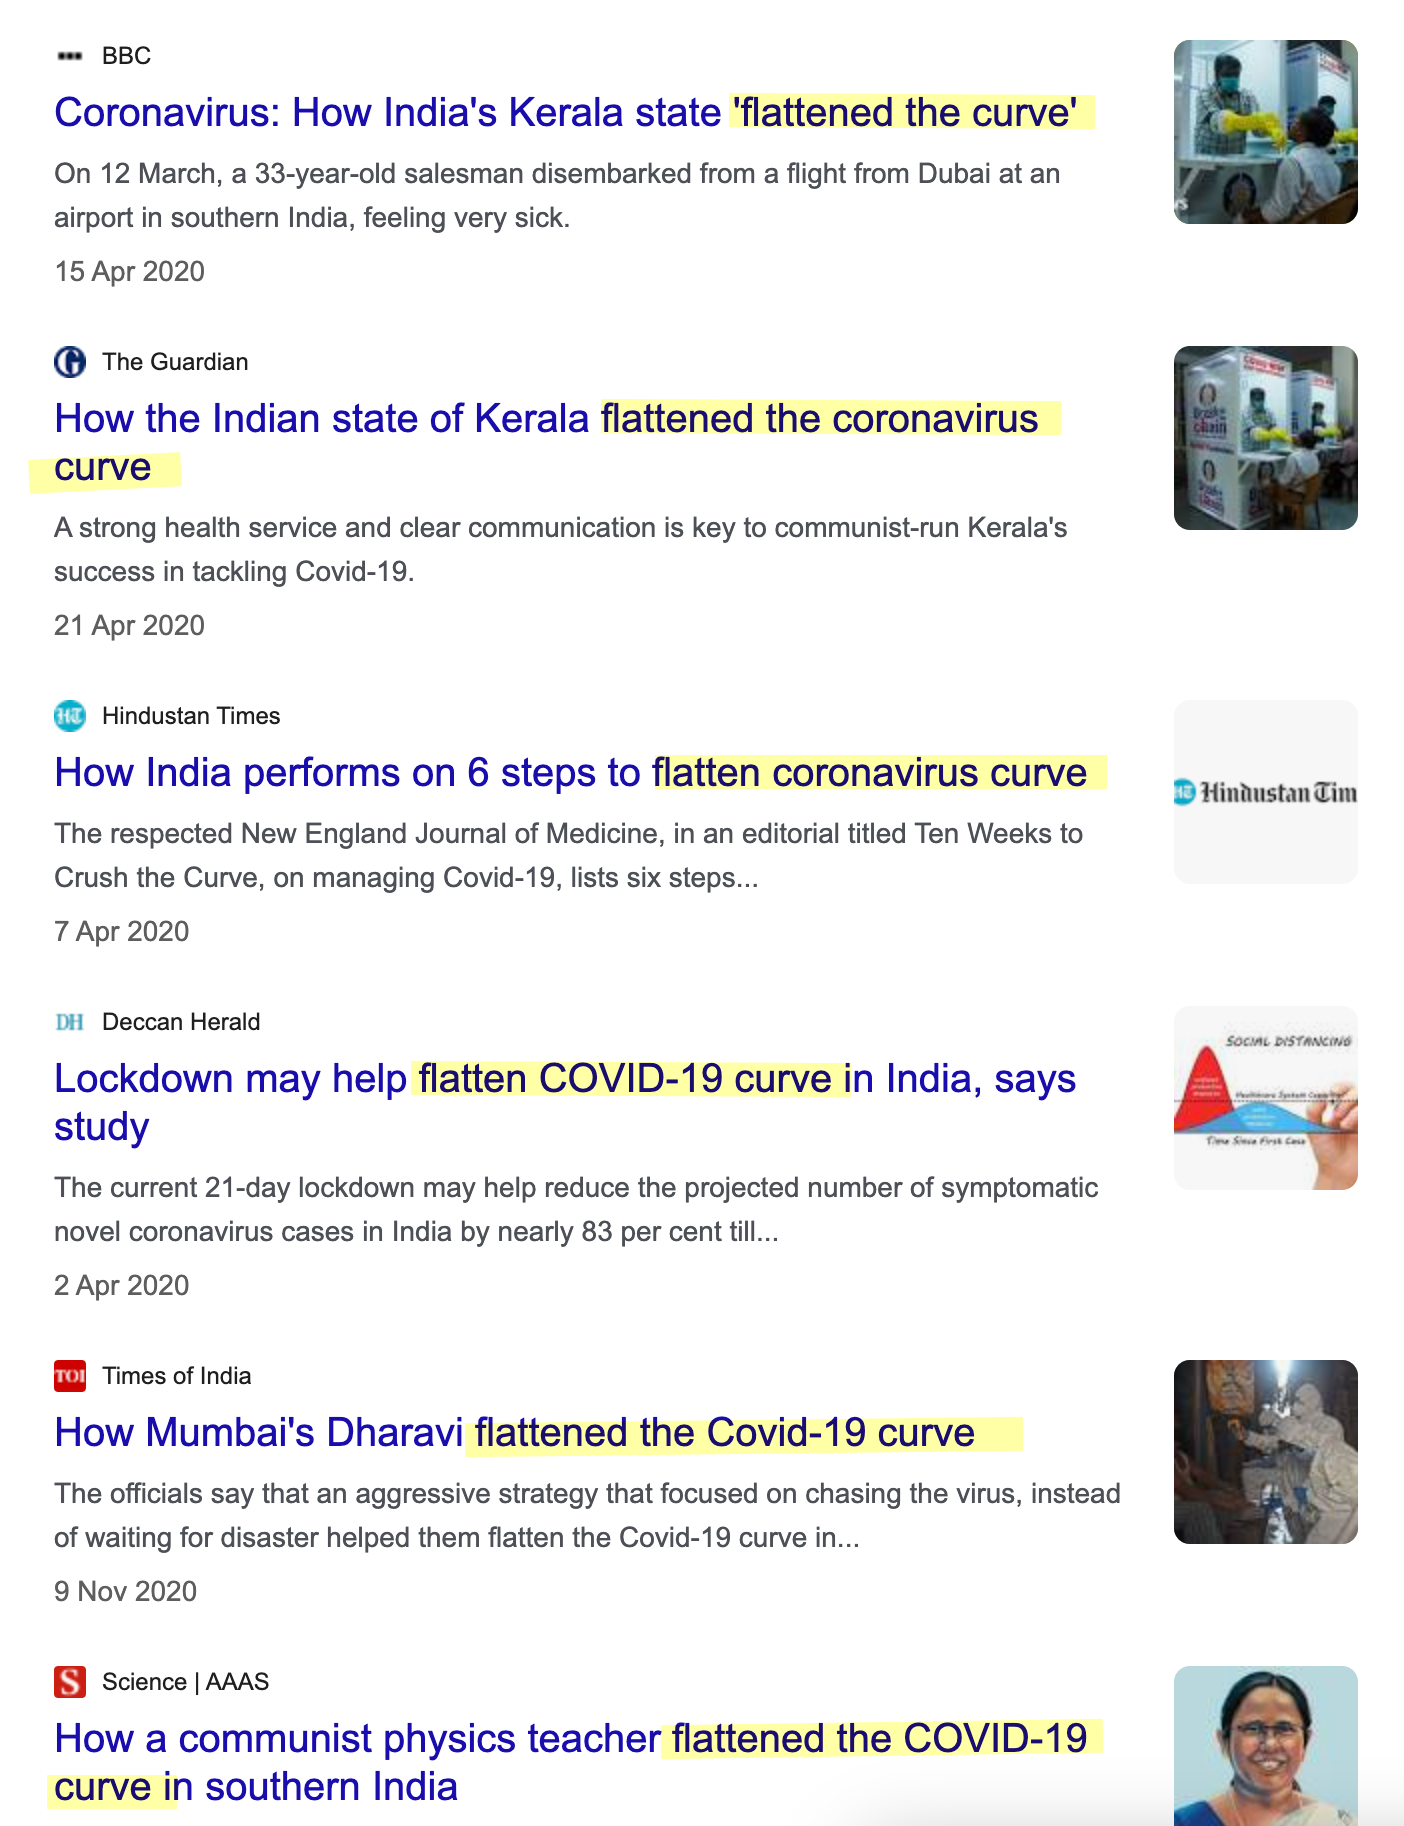 BBC
Coronavirus: How India's Kerala state 'flattened the curve'
On 12 March, a 33-year-old salesman disembarked from a flight from Dubai at an
airport in southern India, feeling very sick.
15 Apr 2020
The Guardian
How the Indian state of Kerala flattened the coronavirus
curve
A strong health service and clear communication is key to communist-run Kerala's
success in tackling Covid-19.
21 Apr 2020
HT Hindustan Times
How India performs on 6 steps to flatten coronavirus curve
The respected New England Journal of Medicine, in an editorial titled Ten Weeks to
Crush the Curve, on managing Covid-19, lists six steps...
7 Apr 2020
HT Hindustan Tim
DH Deccan Herald
Lockdown may help flatten COVID-19 curve in India, says
study
The current 21-day lockdown may help reduce the projected number of symptomatic
novel coronavirus cases in India by nearly 83 per cent till...
2 Apr 2020
SOCIAL DISTANCING
Healthcare System
Time Since First Case
TOI Times of India
How Mumbai's Dharavi flattened the Covid-19 curve
The officials say that an aggressive strategy that focused on chasing the virus, instead
of waiting for disaster helped them flatten the Covid-19 curve in...
9 Nov 2020
S Science | AAAS
How a communist physics teacher flattened the COVID-19
curve in southern India